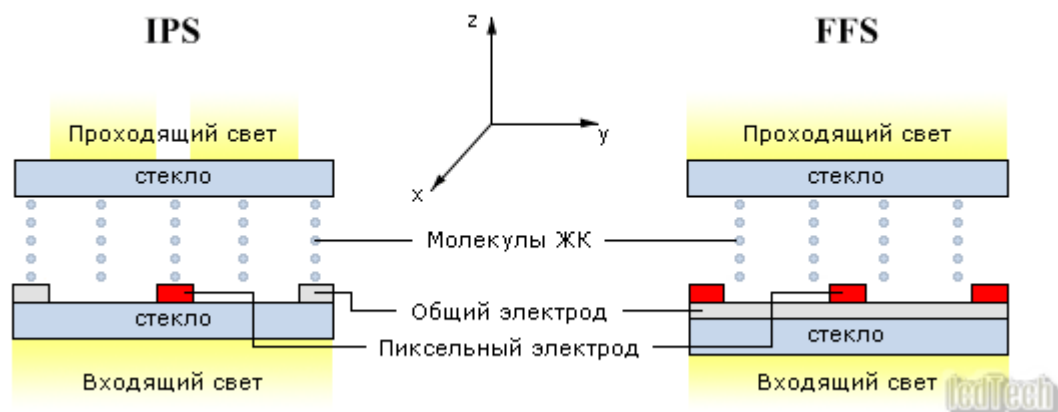 IPS
FFS
z
y
x
Проходящий свет
Проходящий свет
стекло
стекло
Молекулы ЖК
Общий электрод
стекло
стекло
Пиксельный электрод
Входящий свет
Входящий свет
lcdTech